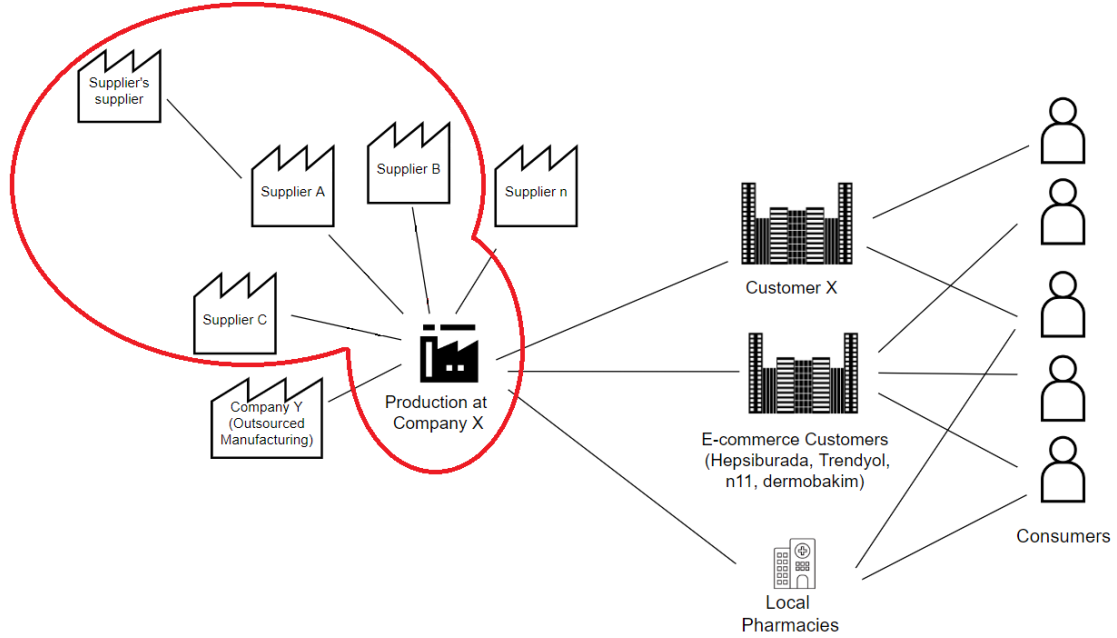 Supplier's
supplier
Supplier A
Supplier B
Supplier n
Supplier C
Company Y
(Outsourced
Manufacturing)
Production at
Company X
Customer X
E-commerce Customers
(Hepsiburada, Trendyol,
n11, dermobakim)
Local
Pharmacies
Consumers